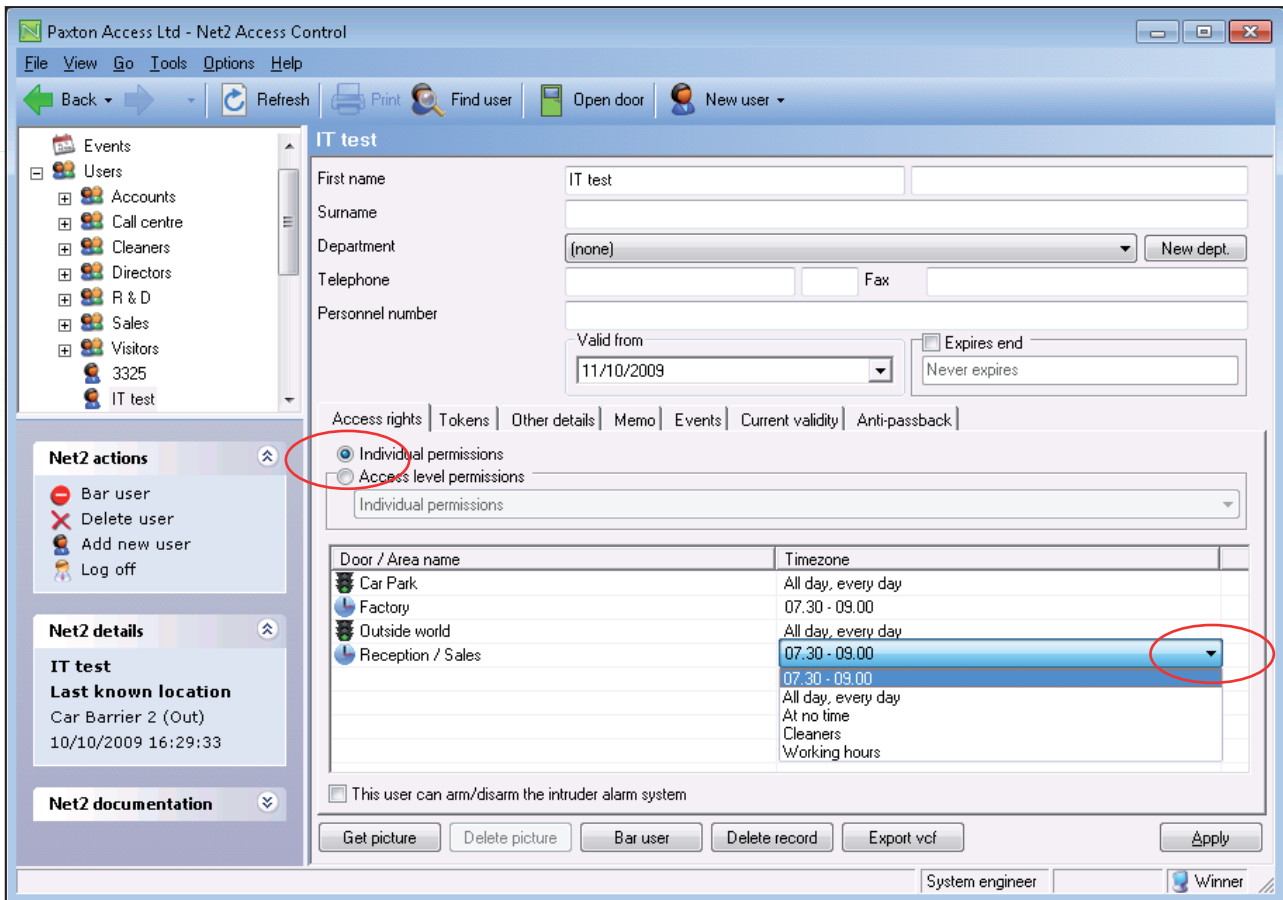 Paxton Access Ltd - Net2 Access Control
File View Go Tools Options Help
Back Refresh Print Find user Open door New user
Events
Users
Accounts
Call centre
Cleaners
Directors
R & D
Sales
Visitors
3325
IT test
Net2 actions
Bar user
Delete user
Add new user
Log off
Net2 details
IT test
Last known location
Car Barrier 2 (Out)
10/10/2009 16:29:33
Net2 documentation
IT test
First name IT test
Surname
Department (none) New dept.
Telephone Fax
Personnel number
Valid from Expires end
11/10/2009 Never expires
Access rights Tokens Other details Memo Events Current validity Anti-passback
Individual permissions
Access level permissions
Individual permissions
Door / Area name Timezone
Car Park All day, every day
Factory 07.30 - 09.00
Outside world All day, every day
Reception / Sales 07.30 - 09.00
07.30 - 09.00
All day, every day
At no time
Cleaners
Working hours
This user can arm/disarm the intruder alarm system
Get picture Delete picture Bar user Delete record Export vcf Apply
System engineer Winner